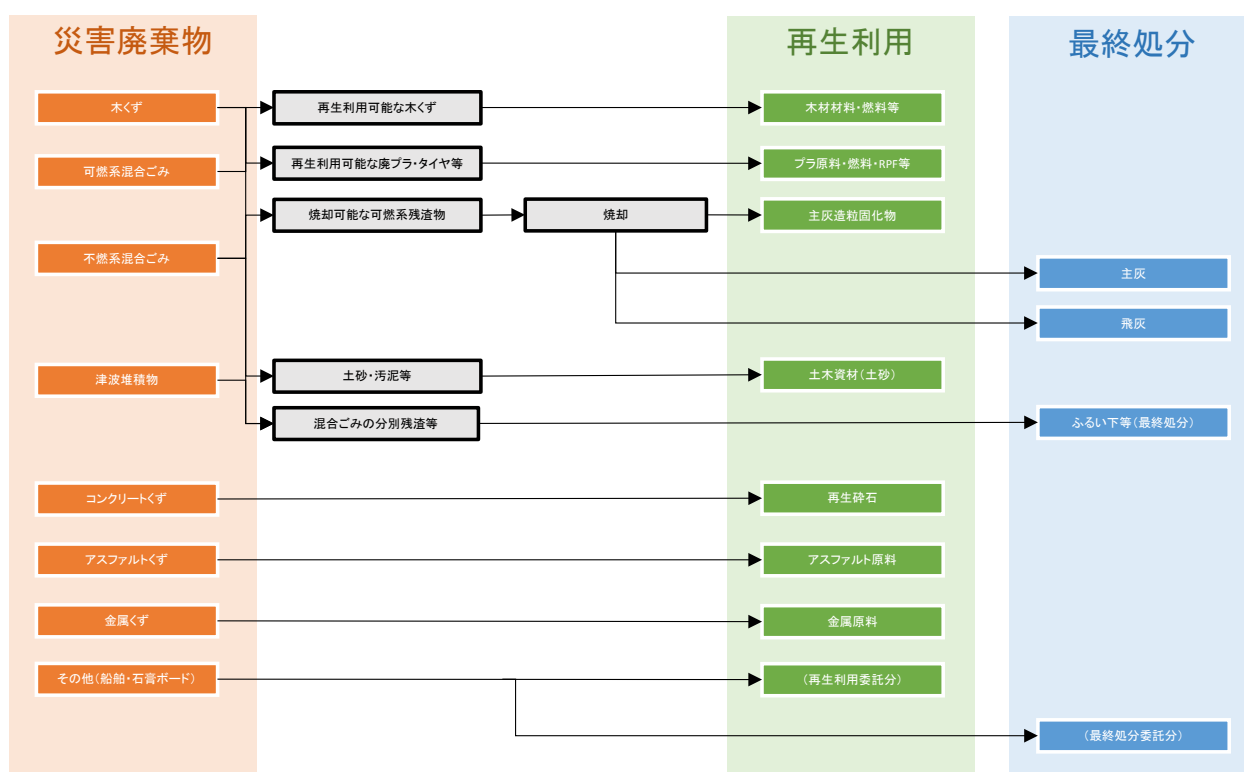 災害廃棄物
再生利用
最終処分
木くず
再生利用可能な木くず
木材材料・燃料等
可燃系混合ごみ
再生利用可能な廃プラ・タイヤ等
プラ原料・燃料・RPF等
焼却可能な可燃系残渣物
焼却
主灰造粒固化物
不燃系混合ごみ
主灰
飛灰
津波堆積物
土砂・汚泥等
土木資材(土砂)
混合ごみの分別残渣等
ふるい下等(最終処分)
コンクリートくず
再生砕石
アスファルトくず
アスファルト原料
金属くず
金属原料
その他(船舶・石膏ボード)
(再生利用委託分)
(最終処分委託分)